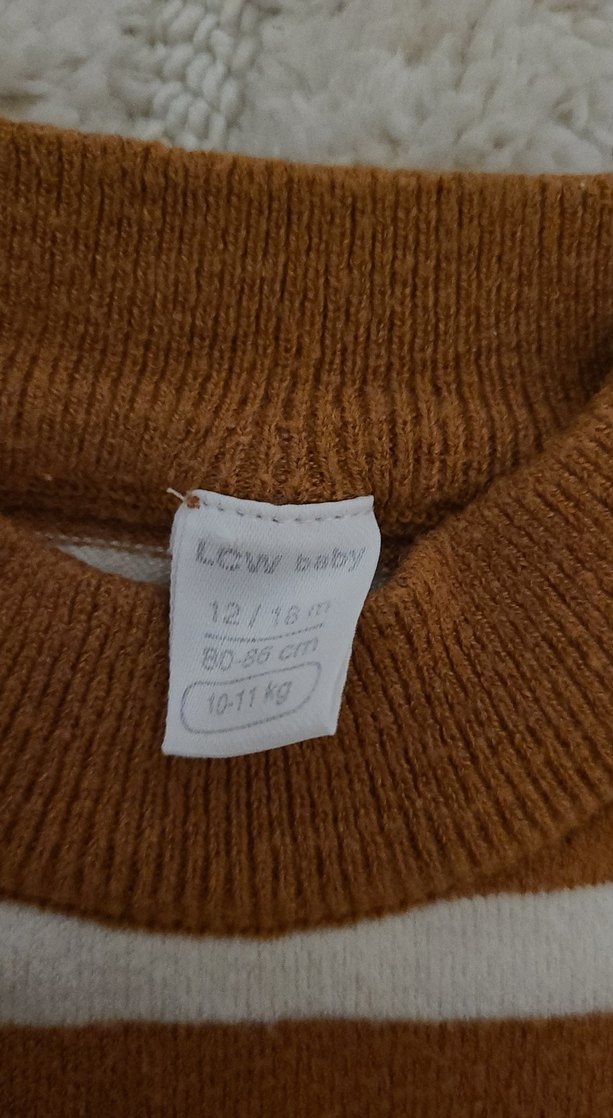 LCW baby
12 / 18 m
80-86 cm
10-11 kg